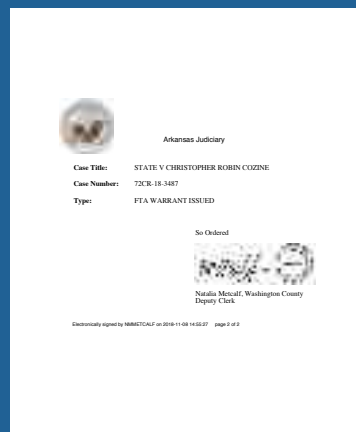 Arkansas Judiciary
Case Title: STATE V CHRISTOPHER ROBIN COZINE
Case Number: 72CR-18-3487
Type: FTA WARRANT ISSUED
So Ordered
Natalia Metcalf, Washington County
Deputy Clerk
Electronically signed by NMMETCALF on 2018-11-08 14:55:27 page 2 of 2